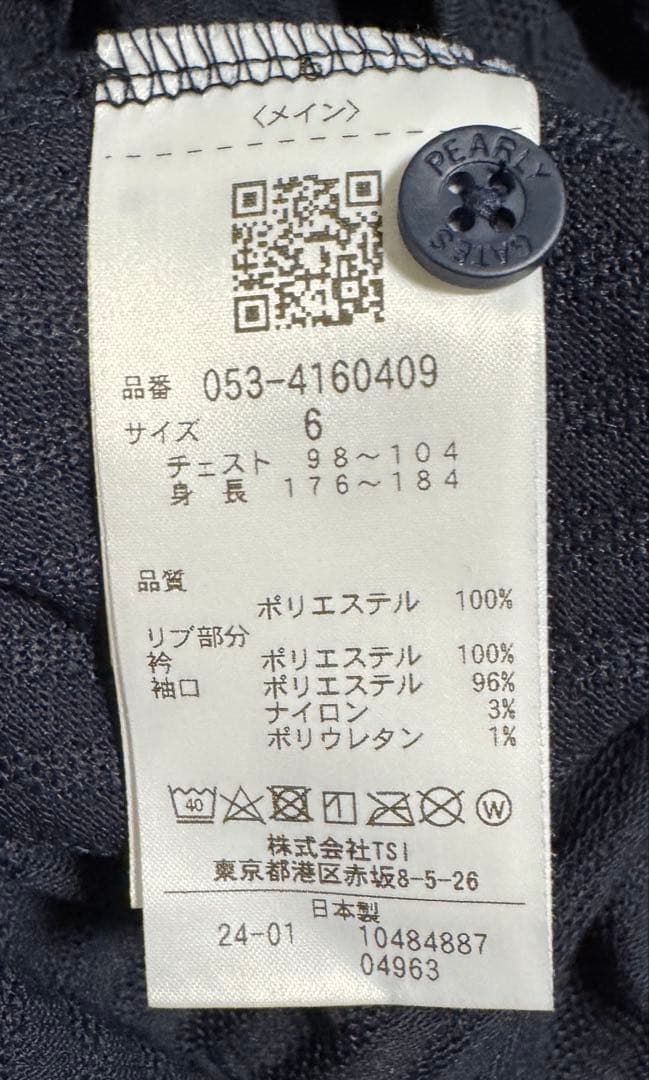 〈メイン〉
PEARLY
GATES
品番 053-4160409
サイズ 6
チェスト 98～104
身長 176～184
品質
ポリエステル 100%
リブ部分
衿 ポリエステル 100%
袖口 ポリエステル 96%
ナイロン 3%
ポリウレタン 1%
40 W
株式会社TSI
東京都港区赤坂8-5-26
日本製
24-01 10484887
04963